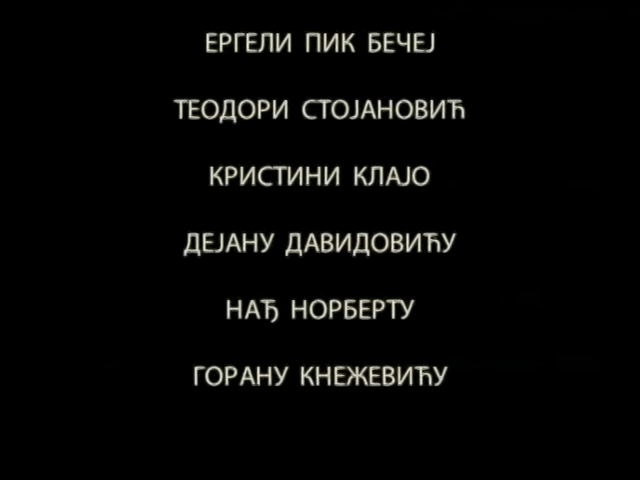 ЕРГЕЛИ ПИК БЕЧЕЈ
ТЕОДОРИ СТОЈАНОВИЋ
КРИСТИНИ КЛАЈО
ДЕЈАНУ ДАВИДОВИЋУ
НАЂ НОРБЕРТУ
ГОРАНУ КНЕЖЕВИЋУ